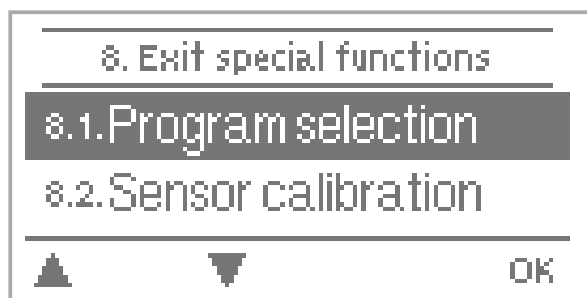 8. Exit special functions
8.1.Program selection
8.2.Sensor calibration
OK